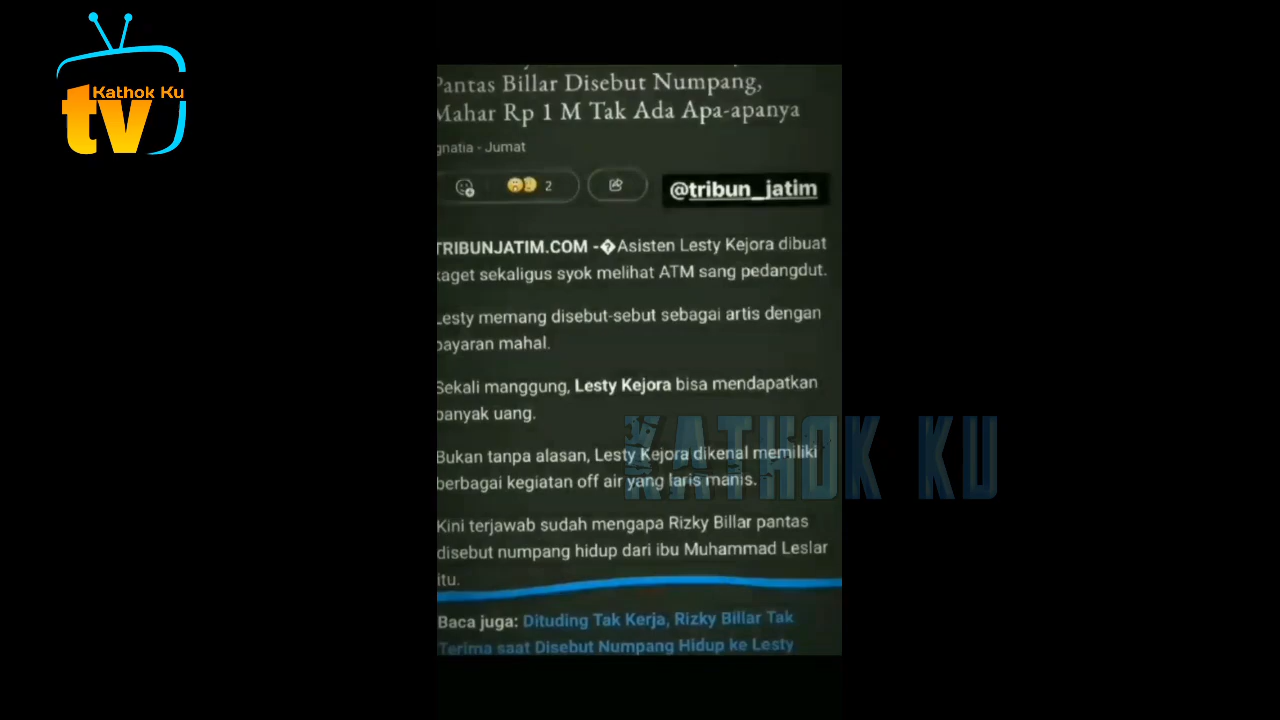 Kathok Ku
tv
Pantas Billar Disebut Numpang,
Mahar Rp 1 M Tak Ada Apa-apanya
gnatia - Jumat
2
@tribun_jatim
TRIBUNJATIM.COM -�Asisten Lesty Kejora dibuat
kaget sekaligus syok melihat ATM sang pedangdut.
Lesty memang disebut-sebut sebagai artis dengan
bayaran mahal.
Sekali manggung, Lesty Kejora bisa mendapatkan
banyak uang.
Bukan tanpa alasan, Lesty Kejora dikenal memiliki
berbagai kegiatan off air yang laris manis.
KATHOK KU
Kini terjawab sudah mengapa Rizky Billar pantas
disebut numpang hidup dari ibu Muhammad Leslar
itu.
Baca juga: Dituding Tak Kerja, Rizky Billar Tak
Terima saat Disebut Numpang Hidup ke Lesty